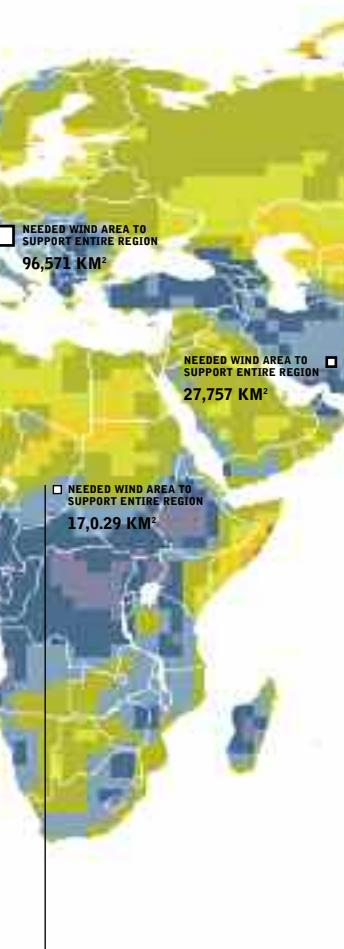 NEEDED WIND AREA TO
SUPPORT ENTIRE REGION
96,571 KM²
NEEDED WIND AREA TO
SUPPORT ENTIRE REGION
27,757 KM²
NEEDED WIND AREA TO
SUPPORT ENTIRE REGION
17,0.29 KM²